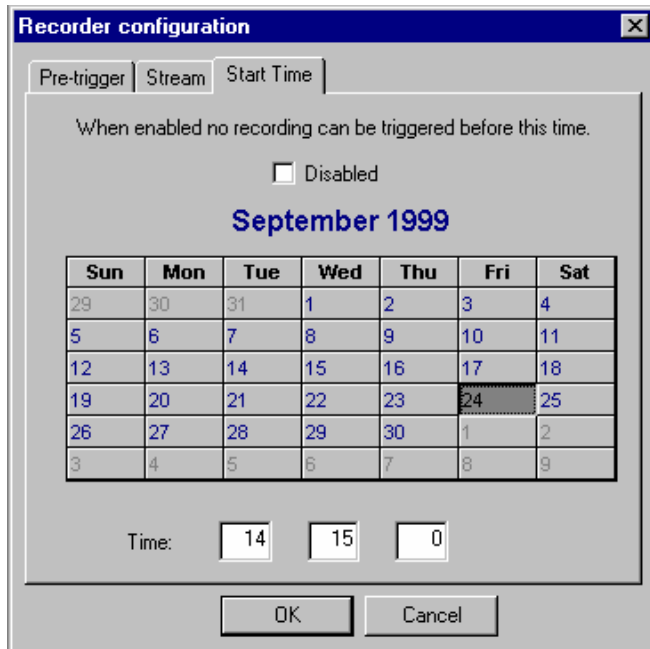 Recorder configuration
Pre-trigger Stream Start Time
When enabled no recording can be triggered before this time.
Disabled
September 1999
Sun Mon Tue Wed Thu Fri Sat
29 30 31 1 2 3 4
5 6 7 8 9 10 11
12 13 14 15 16 17 18
19 20 21 22 23 24 25
26 27 28 29 30 1 2
3 4 5 6 7 8 9
Time: 14 15 0
OK Cancel